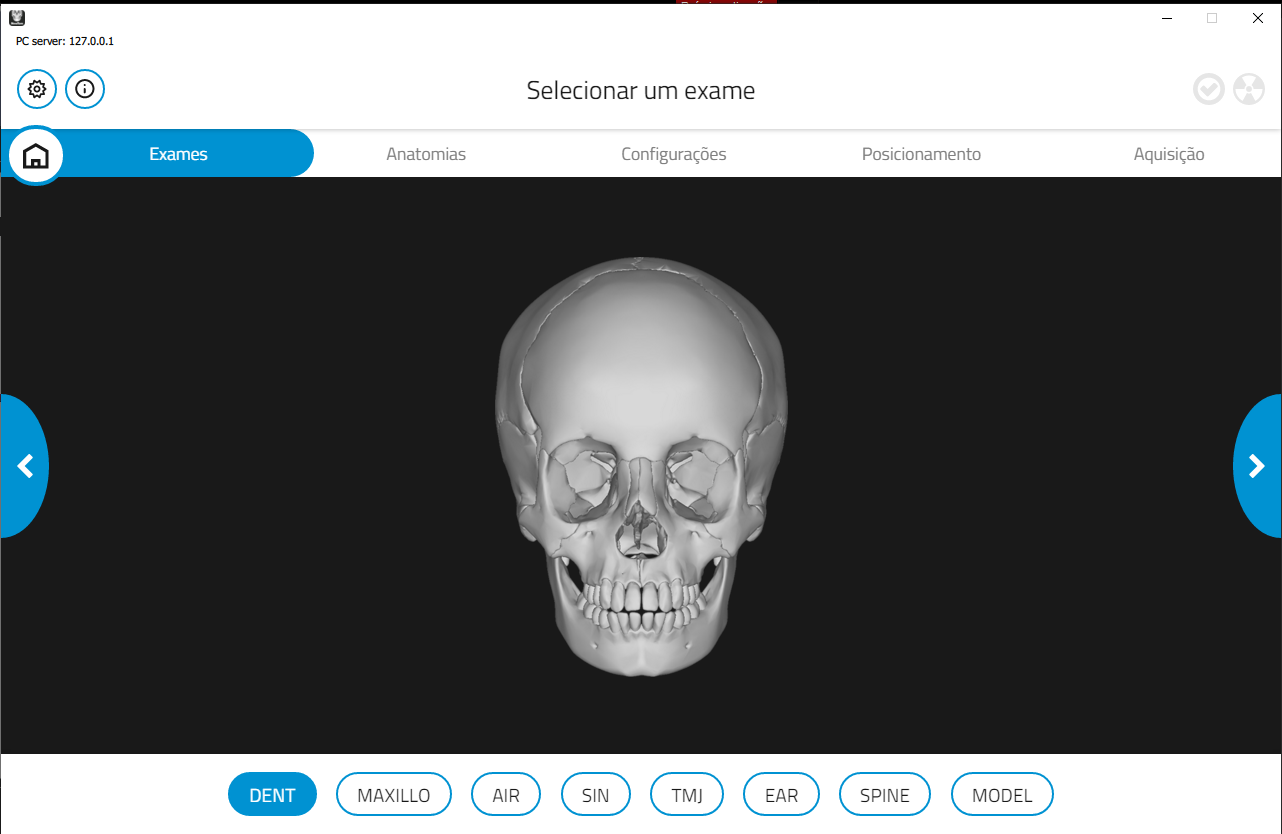 PC server: 127.0.0.1
Selecionar um exame
Exames Anatomias Configurações Posicionamento Aquisição
DENT MAXILLO AIR SIN TMJ EAR SPINE MODEL